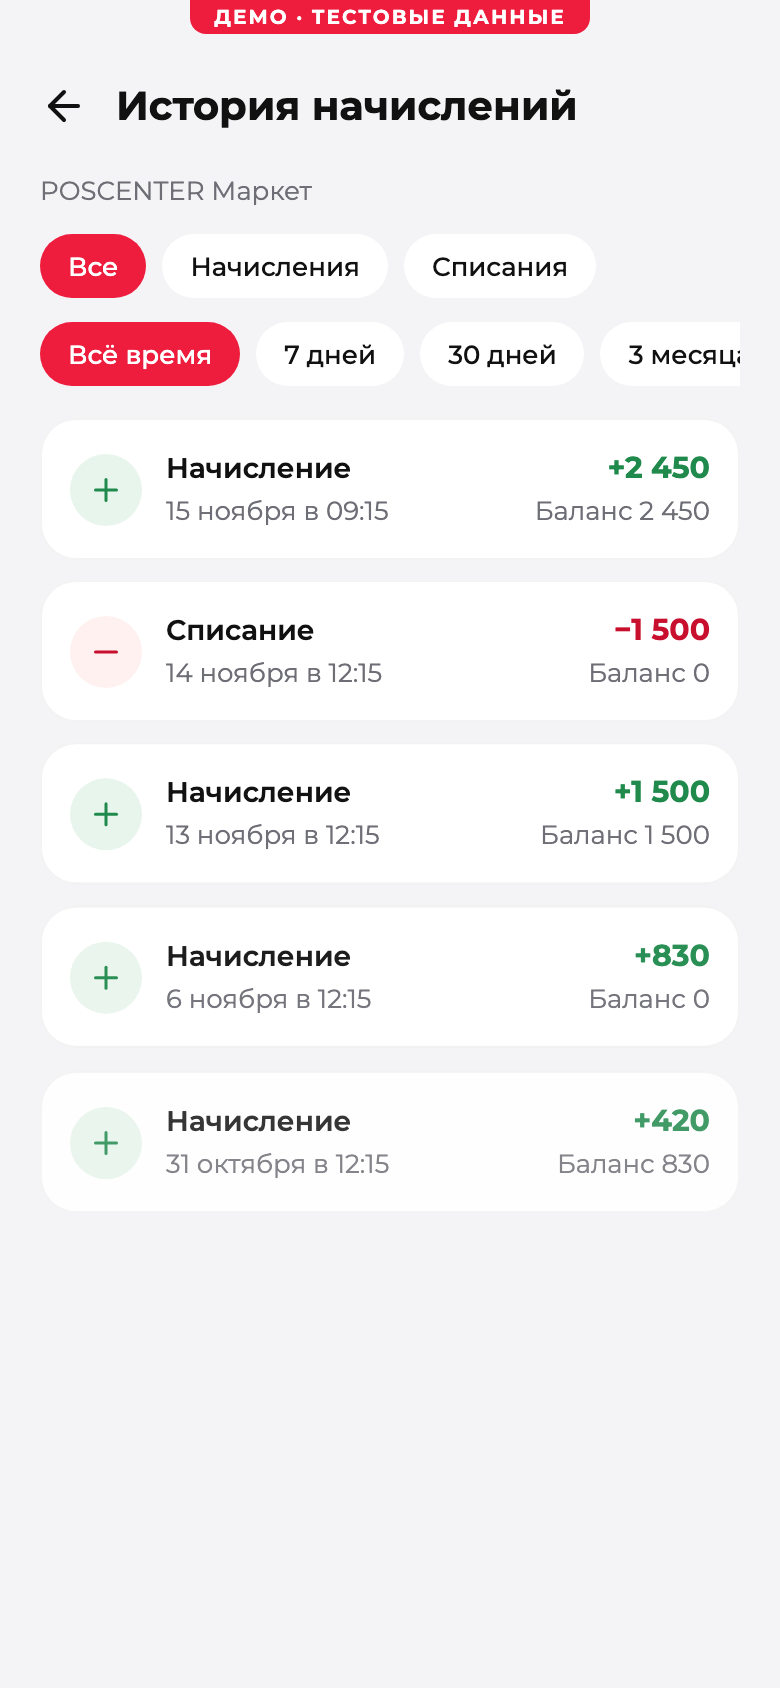 ДЕМО · ТЕСТОВЫЕ ДАННЫЕ
История начислений
POSCENTER Маркет
Все Начисления Списания
Всё время 7 дней 30 дней 3 месяца
Начисление +2 450
15 ноября в 09:15 Баланс 2 450
Списание −1 500
14 ноября в 12:15 Баланс 0
Начисление +1 500
13 ноября в 12:15 Баланс 1 500
Начисление +830
6 ноября в 12:15 Баланс 0
Начисление +420
31 октября в 12:15 Баланс 830